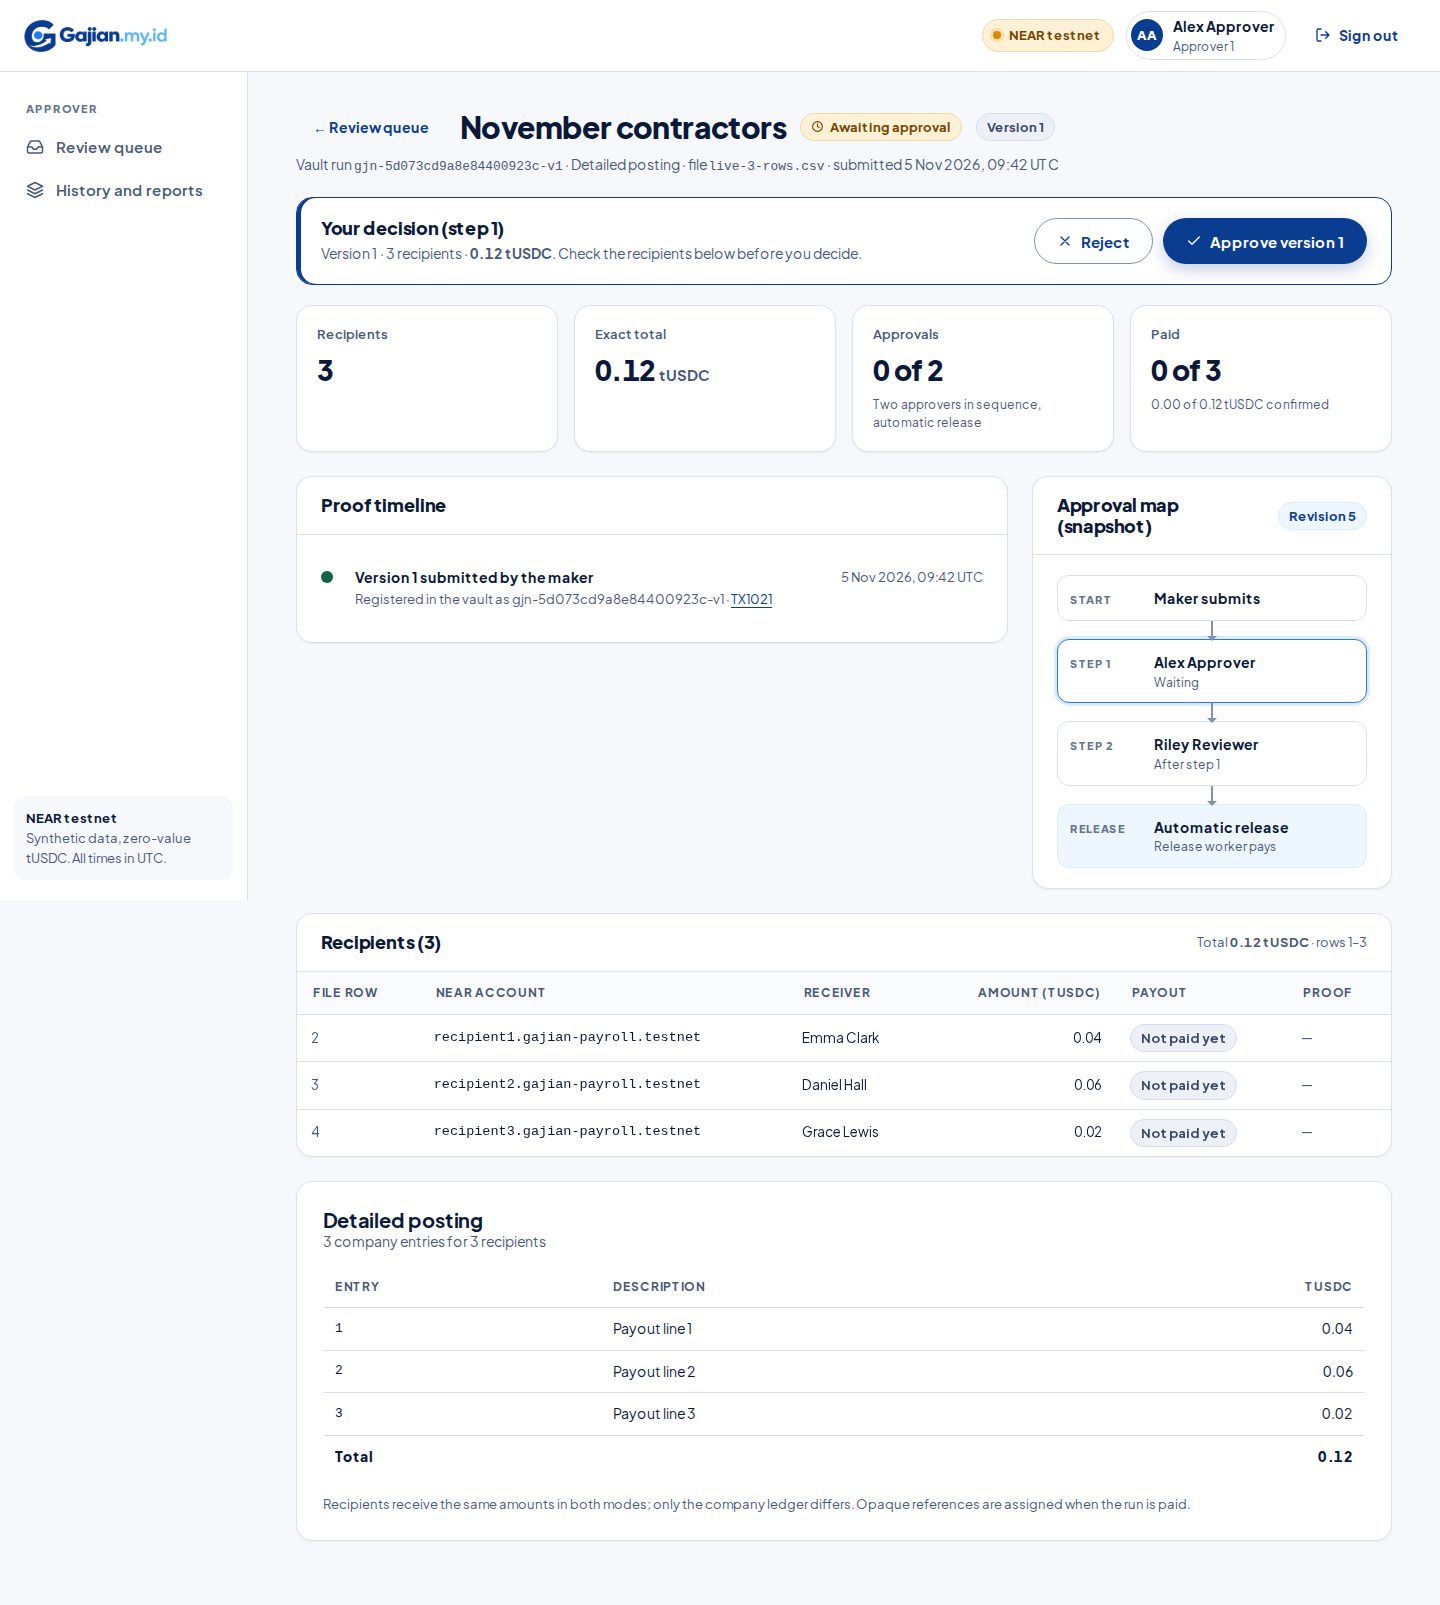 Gajian.my.id
NEAR testnet
AA
Alex Approver
Approver 1
Sign out
APPROVER
Review queue
History and reports
NEAR testnet
Synthetic data, zero-value
tUSDC. All times in UTC.
← Review queue
November contractors
Awaiting approval
Version 1
Vault run gjn-5d073cd9a8e84400923c-v1 · Detailed posting · file live-3-rows.csv · submitted 5 Nov 2026, 09:42 UTC
Your decision (step 1)
Version 1 · 3 recipients · 0.12 tUSDC. Check the recipients below before you decide.
Reject
Approve version 1
Recipients
3
Exact total
0.12 tUSDC
Approvals
0 of 2
Two approvers in sequence,
automatic release
Paid
0 of 3
0.00 of 0.12 tUSDC confirmed
Proof timeline
Version 1 submitted by the maker
5 Nov 2026, 09:42 UTC
Registered in the vault as gjn-5d073cd9a8e84400923c-v1 · TX1021
Approval map
(snapshot)
Revision 5
START
Maker submits
STEP 1
Alex Approver
Waiting
STEP 2
Riley Reviewer
After step 1
RELEASE
Automatic release
Release worker pays
Recipients (3)
Total 0.12 tUSDC · rows 1–3
FILE ROW NEAR ACCOUNT RECEIVER AMOUNT (TUSDC) PAYOUT PROOF
2 recipient1.gajian-payroll.testnet Emma Clark 0.04 Not paid yet —
3 recipient2.gajian-payroll.testnet Daniel Hall 0.06 Not paid yet —
4 recipient3.gajian-payroll.testnet Grace Lewis 0.02 Not paid yet —
Detailed posting
3 company entries for 3 recipients
ENTRY DESCRIPTION TUSDC
1 Payout line 1 0.04
2 Payout line 2 0.06
3 Payout line 3 0.02
Total 0.12
Recipients receive the same amounts in both modes; only the company ledger differs. Opaque references are assigned when the run is paid.